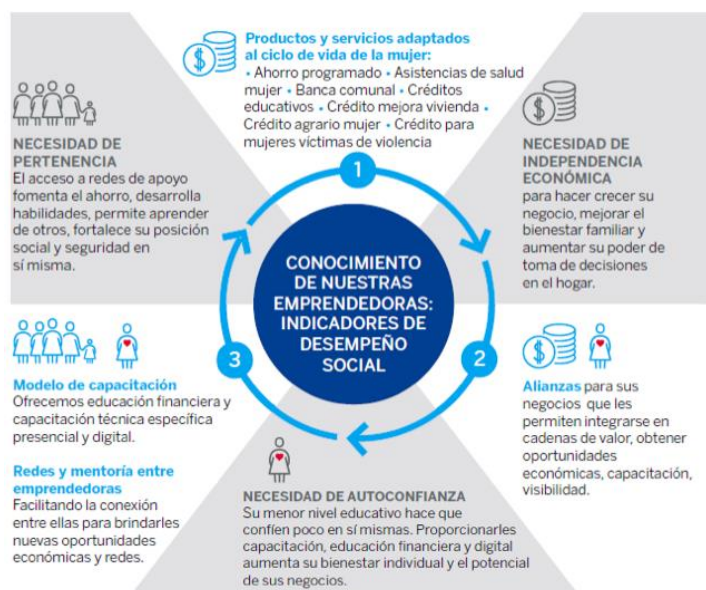 Productos y servicios adaptados
al ciclo de vida de la mujer:
• Ahorro programado • Asistencias de salud
mujer • Banca comunal • Créditos
educativos • Crédito mejora vivienda •
Crédito agrario mujer • Crédito para
mujeres víctimas de violencia
NECESIDAD DE
PERTENENCIA
El acceso a redes de apoyo
fomenta el ahorro, desarrolla
habilidades, permite aprender
de otros, fortalece su posición
social y seguridad en
sí misma.
NECESIDAD DE
INDEPENDENCIA
ECONÓMICA
para hacer crecer su
negocio, mejorar el
bienestar familiar y
aumentar su poder de
toma de decisiones
en el hogar.
1
CONOCIMIENTO
DE NUESTRAS
EMPRENDEDORAS:
INDICADORES DE
DESEMPEÑO
SOCIAL
2
3
Alianzas para sus
negocios que les
permiten integrarse en
cadenas de valor, obtener
oportunidades
económicas, capacitación,
visibilidad.
Modelo de capacitación
Ofrecemos educación financiera y
capacitación técnica específica
presencial y digital.
Redes y mentoría entre
emprendedoras
Facilitando la conexión
entre ellas para brindarles
nuevas oportunidades
económicas y redes.
NECESIDAD DE AUTOCONFIANZA
Su menor nivel educativo hace que
confíen poco en sí mismas. Proporcionarles
capacitación, educación financiera y digital
aumenta su bienestar individual y el potencial
de sus negocios.